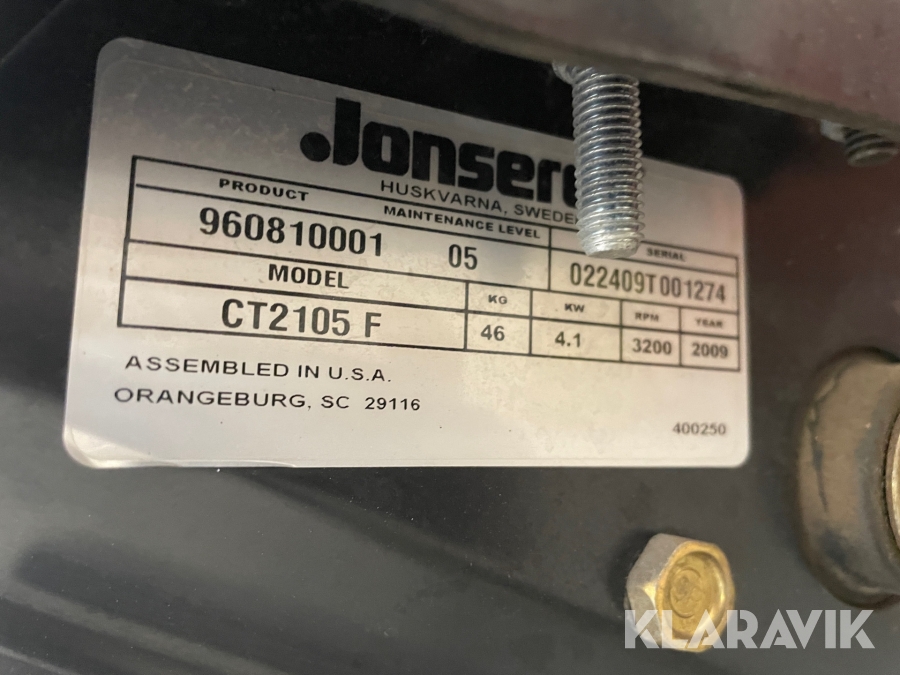 Jonsere
HUSKVARNA, SWEDEN
PRODUCT MAINTENANCE LEVEL SERIAL
960810001 05 022409T001274
MODEL KG KW RPM YEAR
CT2105 F 46 4.1 3200 2009
ASSEMBLED IN U.S.A.
ORANGEBURG, SC 29116
400250
KLARAVIK